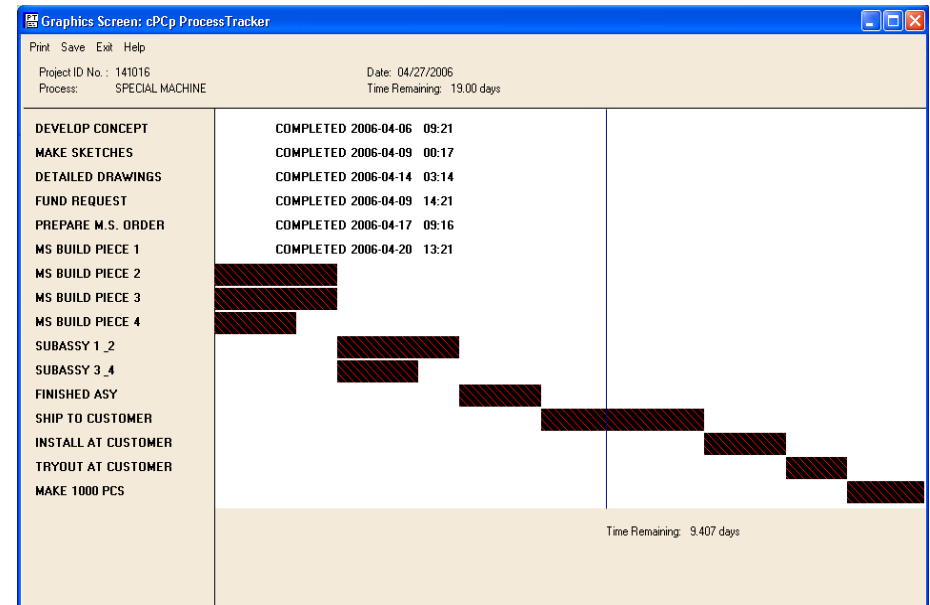 Graphics Screen: cPCp ProcessTracker
Print Save Exit Help
Project ID No. : 141016 Date: 04/27/2006
Process: SPECIAL MACHINE Time Remaining: 19.00 days
DEVELOP CONCEPT COMPLETED 2006-04-06 09:21
MAKE SKETCHES COMPLETED 2006-04-09 00:17
DETAILED DRAWINGS COMPLETED 2006-04-14 03:14
FUND REQUEST COMPLETED 2006-04-09 14:21
PREPARE M.S. ORDER COMPLETED 2006-04-17 09:16
MS BUILD PIECE 1 COMPLETED 2006-04-20 13:21
MS BUILD PIECE 2
MS BUILD PIECE 3
MS BUILD PIECE 4
SUBASSY 1_2
SUBASSY 3_4
FINISHED ASY
SHIP TO CUSTOMER
INSTALL AT CUSTOMER
TRYOUT AT CUSTOMER
MAKE 1000 PCS
Time Remaining: 9.407 days